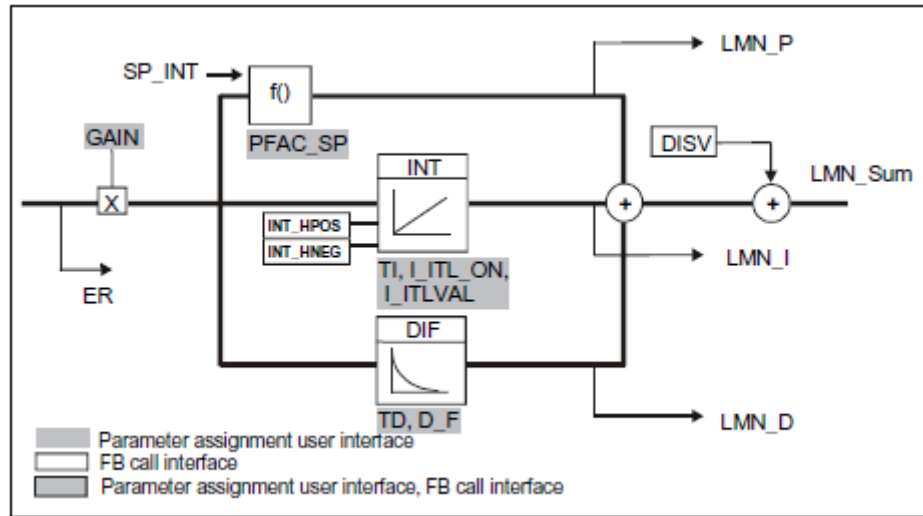 LMN_P
SP_INT
f()
PFAC_SP
GAIN
DISV
INT
LMN_Sum
X
+
+
INT_HPOS
INT_HNEG
LMN_I
TI, I_ITL_ON,
I_ITLVAL
ER
DIF
TD, D_F
LMN_D
Parameter assignment user interface
FB call interface
Parameter assignment user interface, FB call interface